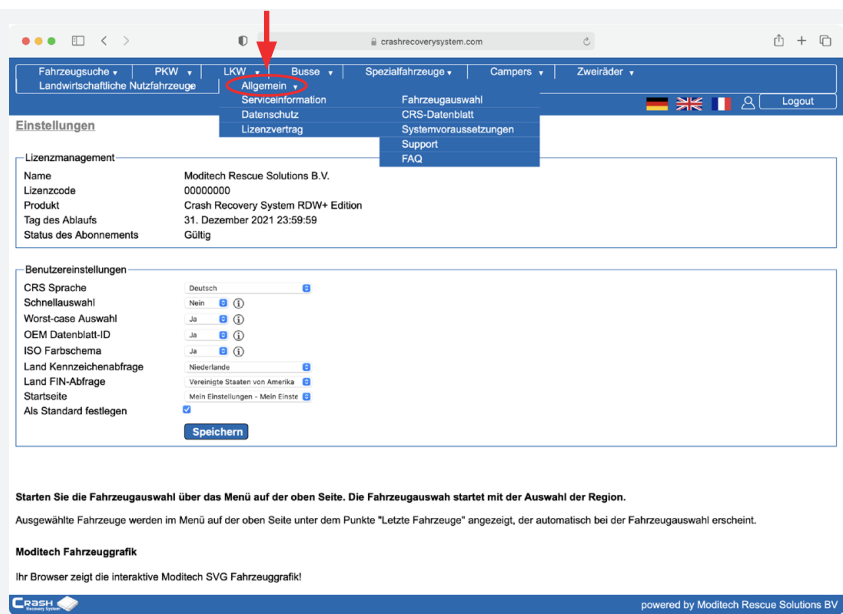 crashrecoverysystem.com
Fahrzeugsuche PKW LKW Busse Spezialfahrzeuge Campers Zweiräder
Landwirtschaftliche Nutzfahrzeuge Allgemein
Serviceinformation Fahrzeugauswahl
Datenschutz CRS-Datenblatt
Lizenzvertrag Systemvoraussetzungen
Support
FAQ
Logout
Einstellungen
Lizenzmanagement
Name Moditech Rescue Solutions B.V.
Lizenzcode 00000000
Produkt Crash Recovery System RDW+ Edition
Tag des Ablaufs 31. Dezember 2021 23:59:59
Status des Abonnements Gültig
Benutzereinstellungen
CRS Sprache Deutsch
Schnellauswahl Nein
Worst-case Auswahl Ja
OEM Datenblatt-ID Ja
ISO Farbschema Ja
Land Kennzeichenabfrage Niederlande
Land FIN-Abfrage Vereinigte Staaten von Amerika
Startseite Mein Einstellungen - Mein Einste
Als Standard festlegen
Speichern
Starten Sie die Fahrzeugauswahl über das Menü auf der oben Seite. Die Fahrzeugauswah startet mit der Auswahl der Region.
Ausgewählte Fahrzeuge werden im Menü auf der oben Seite unter dem Punkte "Letzte Fahrzeuge" angezeigt, der automatisch bei der Fahrzeugauswahl erscheint.
Moditech Fahrzeuggrafik
Ihr Browser zeigt die interaktive Moditech SVG Fahrzeuggrafik!
CRASH
Recovery System
powered by Moditech Rescue Solutions BV